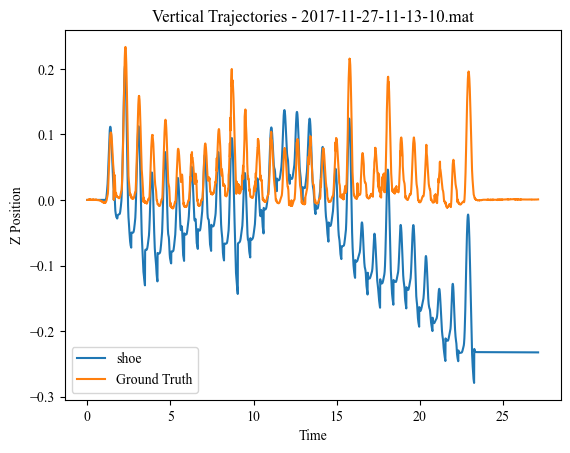 Vertical Trajectories - 2017-11-27-11-13-10.mat
Z Position
0.2
0.1
0.0
−0.1
−0.2
−0.3
shoe
Ground Truth
0 5 10 15 20 25
Time